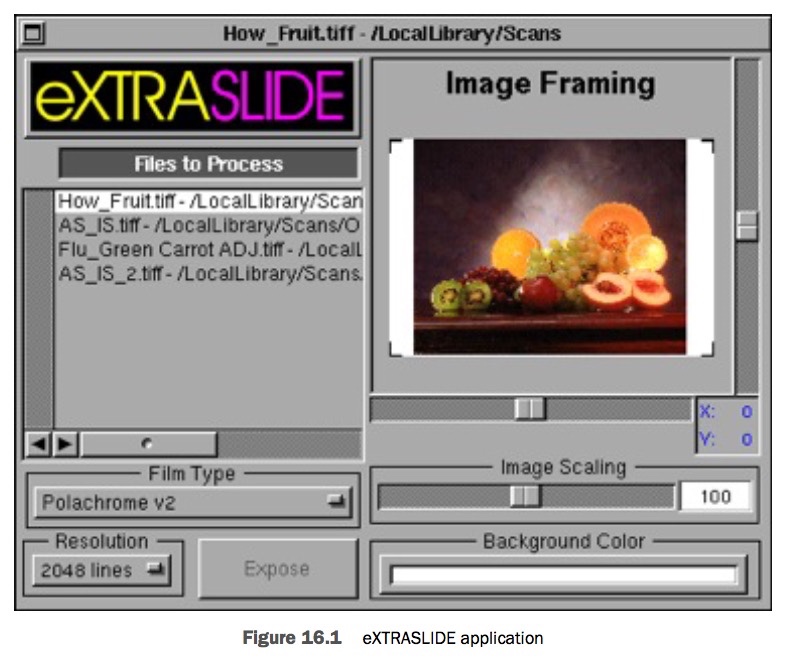 How_Fruit.tiff - /LocalLibrary/Scans
eXTRASLIDE
Files to Process
How_Fruit.tiff - /LocalLibrary/Scan
AS_IS.tiff - /LocalLibrary/Scans/O
Flu_Green Carrot ADJ.tiff - /LocalL
AS_IS_2.tiff - /LocalLibrary/Scans.
Film Type
Polachrome v2
Resolution
2048 lines
Expose
Image Framing
X: 0
Y: 0
Image Scaling
100
Background Color
Figure 16.1 eXTRASLIDE application